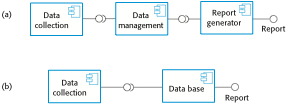 (a)
Data
collection
Data
management
Report
generator
Report
(b)
Data
collection
Data base
Report